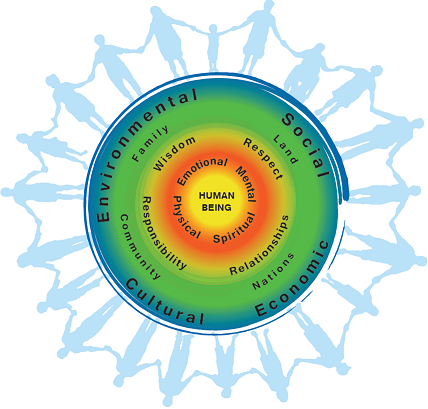 HUMAN
BEING
Emotional
Mental
Spiritual
Physical
Wisdom
Respect
Relationships
Responsibility
Family
Land
Nations
Community
Environmental
Social
Economic
Cultural